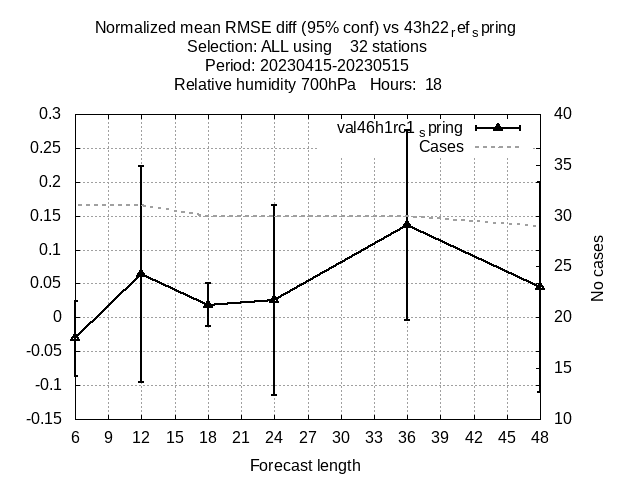 Normalized mean RMSE diff (95% conf) vs 43h22refspring
Selection: ALL using 32 stations
Period: 20230415-20230515
Relative humidity 700hPa Hours: 18
0.3
0.25
0.2
0.15
0.1
0.05
0
-0.05
-0.1
-0.15
val46h1rc1spring
Cases
40
35
30
25
20
15
10
No cases
6 9 12 15 18 21 24 27 30 33 36 39 42 45 48
Forecast length